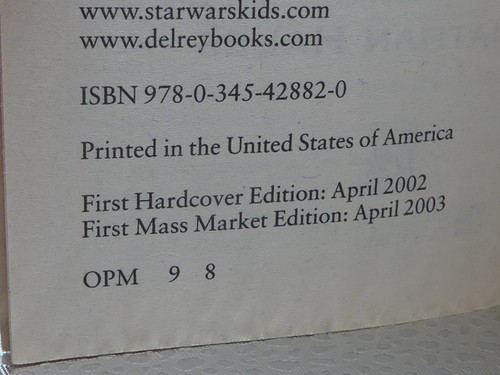 www.starwarskids.com
www.delreybooks.com
ISBN 978-0-345-42882-0
Printed in the United States of America
First Hardcover Edition: April 2002
First Mass Market Edition: April 2003
OPM 9 8